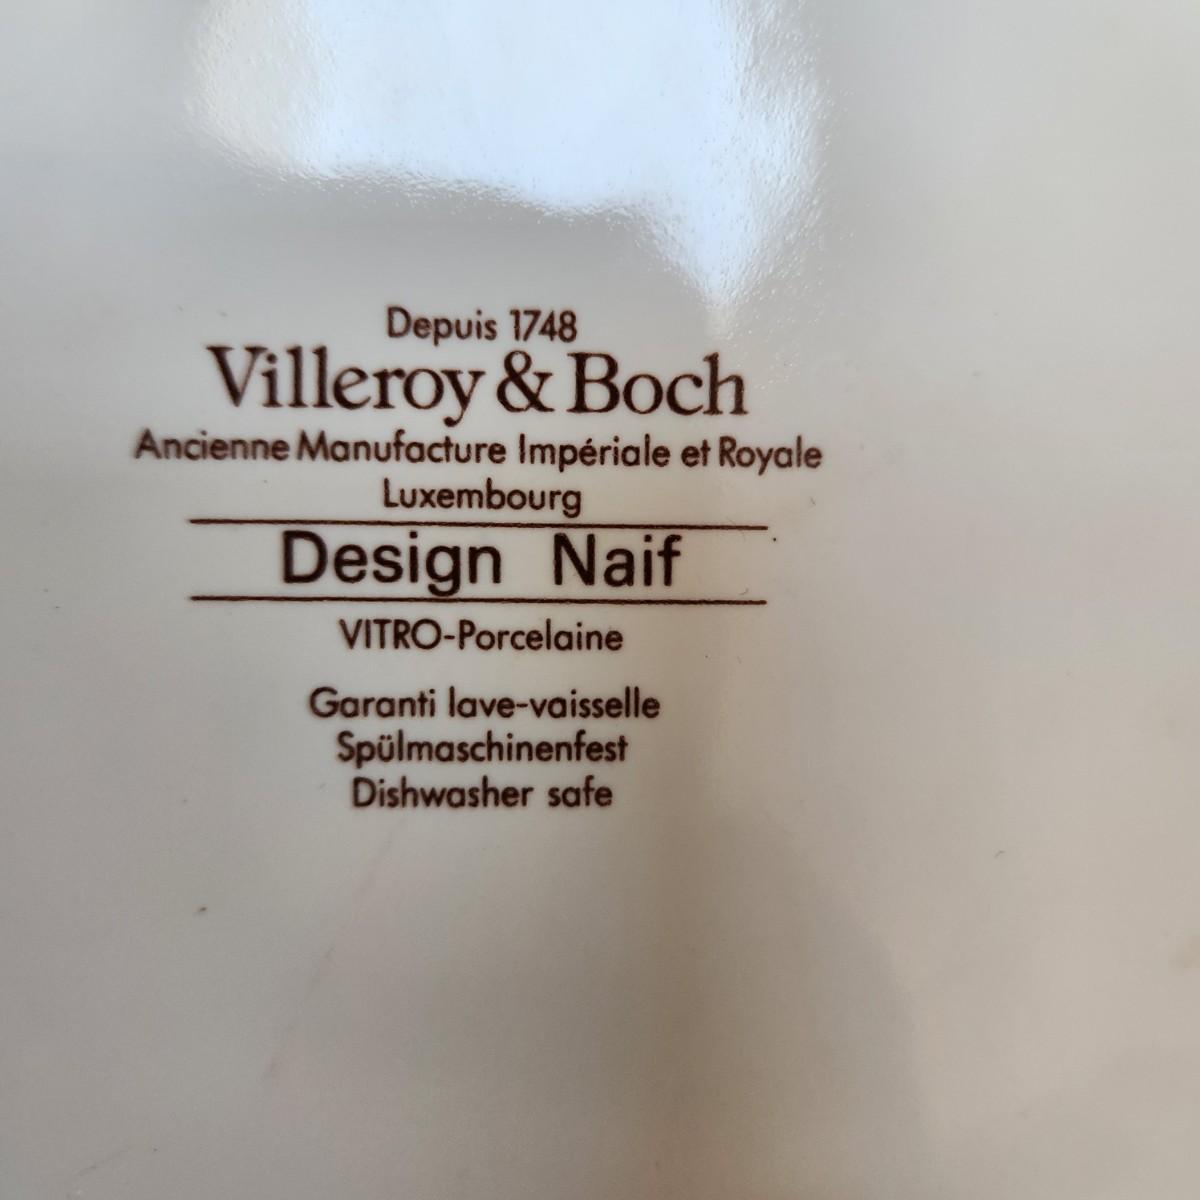 Depuis 1748
Villeroy & Boch
Ancienne Manufacture Impériale et Royale
Luxembourg
Design Naif
VITRO-Porcelaine
Garanti lave-vaisselle
Spülmaschinenfest
Dishwasher safe